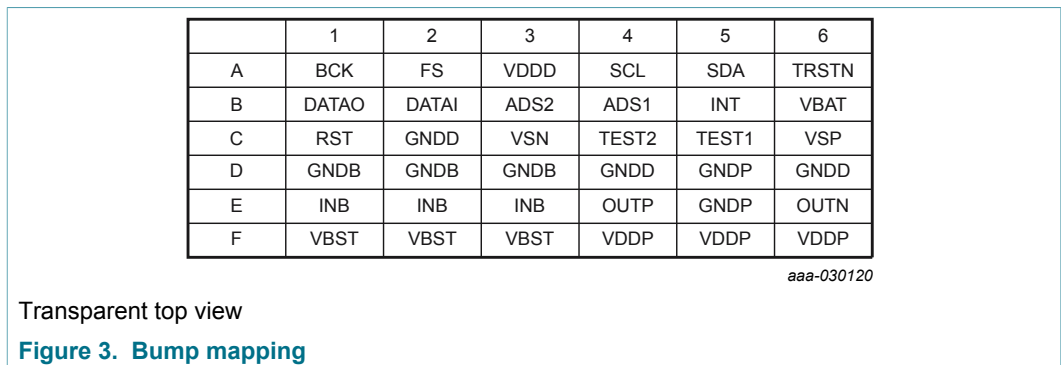 1 2 3 4 5 6
A BCK FS VDDD SCL SDA TRSTN
B DATAO DATAI ADS2 ADS1 INT VBAT
C RST GNDD VSN TEST2 TEST1 VSP
D GNDB GNDB GNDB GNDD GNDP GNDD
E INB INB INB OUTP GNDP OUTN
F VBST VBST VBST VDDP VDDP VDDP
aaa-030120
Transparent top view
Figure 3. Bump mapping